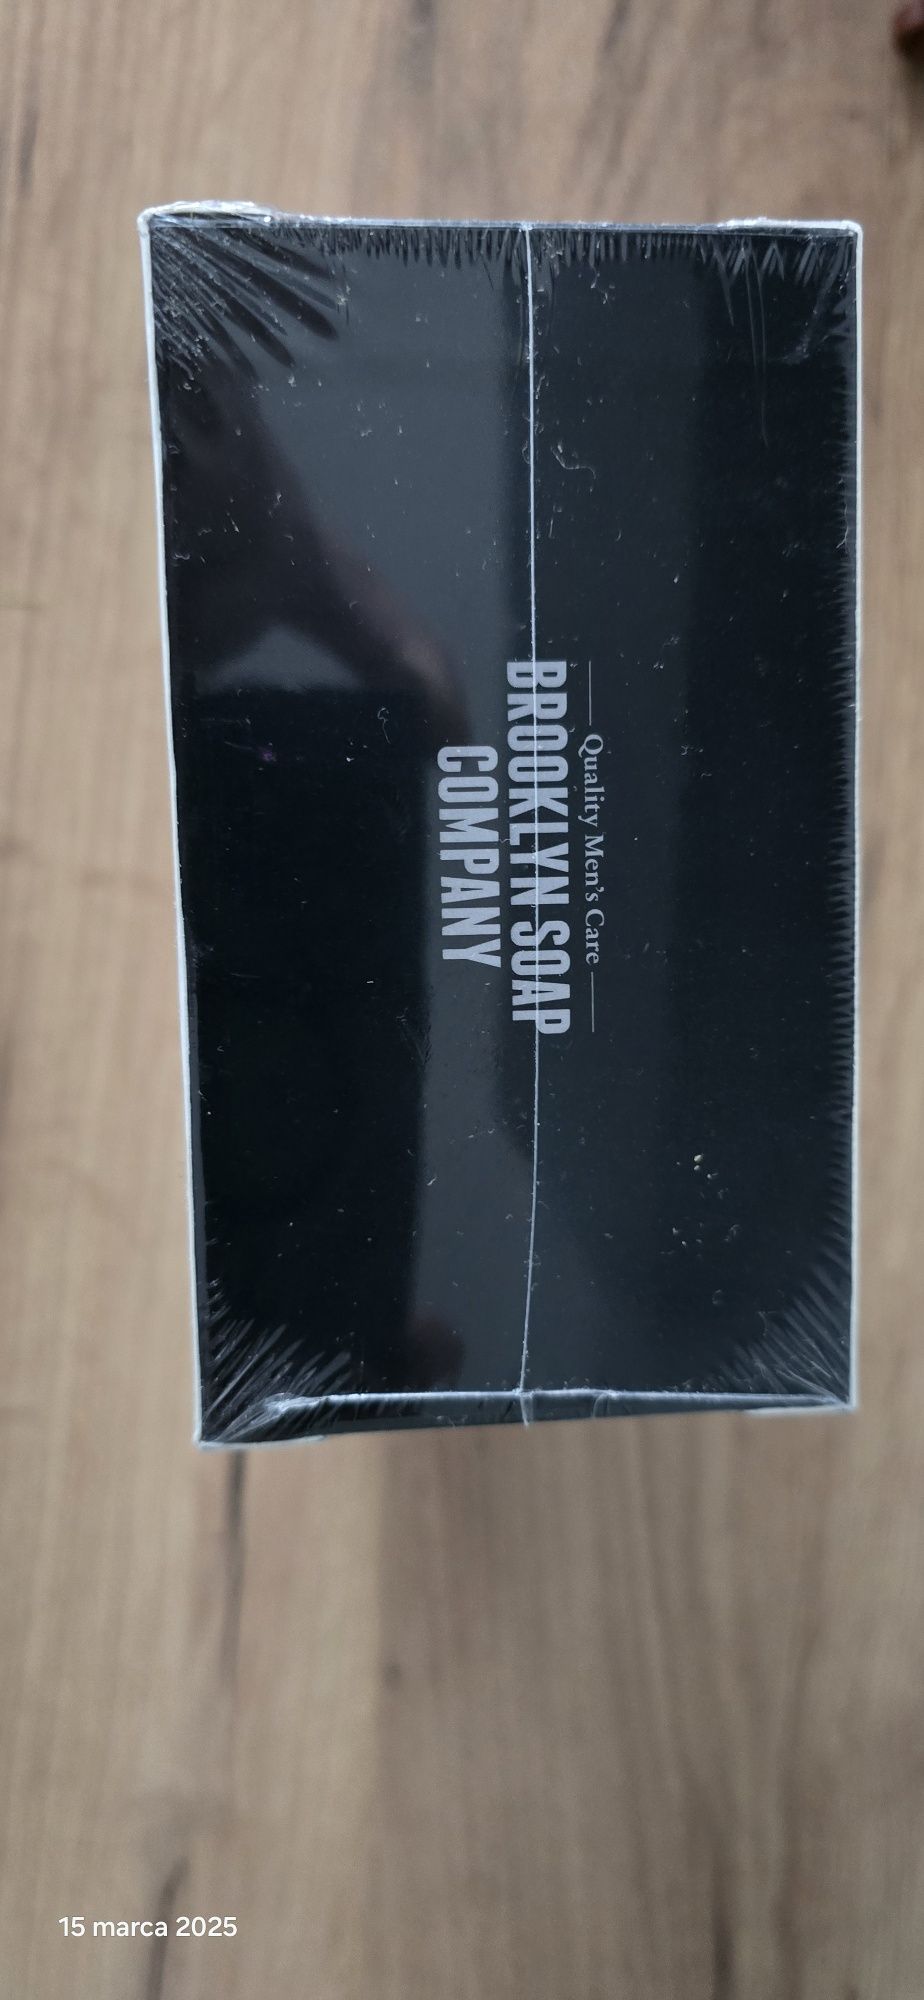 Quality Men's Care
BROOKLYN SOAP
COMPANY
15 marca 2025